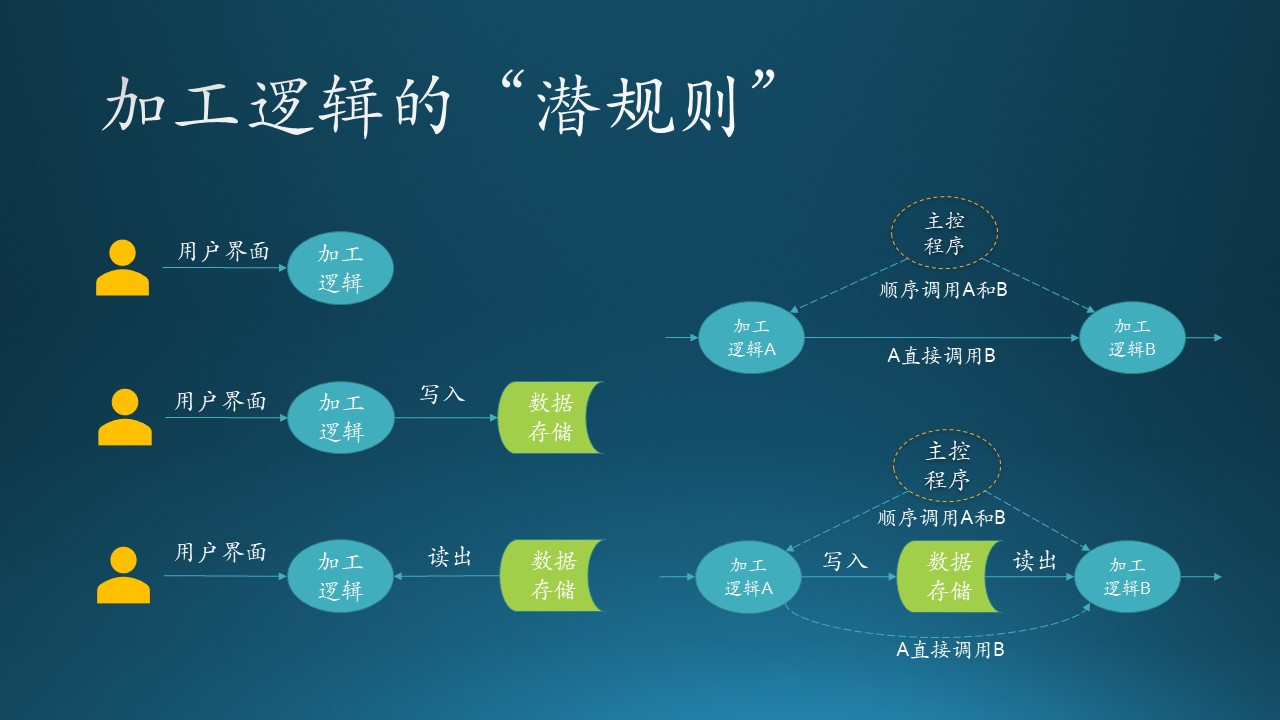 加工逻辑的“潜规则”
用户界面
加工
逻辑
用户界面
加工
逻辑
写入
数据
存储
用户界面
加工
逻辑
读出
数据
存储
主控
程序
顺序调用A和B
加工
逻辑A
A直接调用B
加工
逻辑B
主控
程序
顺序调用A和B
加工
逻辑A
写入
数据
存储
读出
加工
逻辑B
A直接调用B